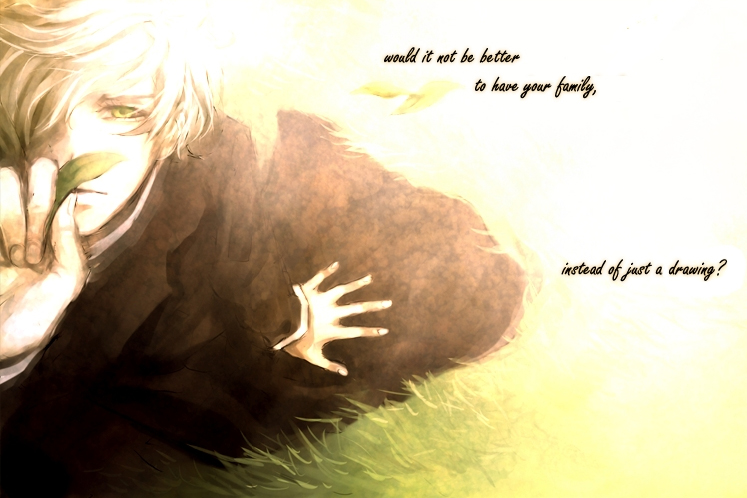 would it not be better
to have your family,
instead of just a drawing?